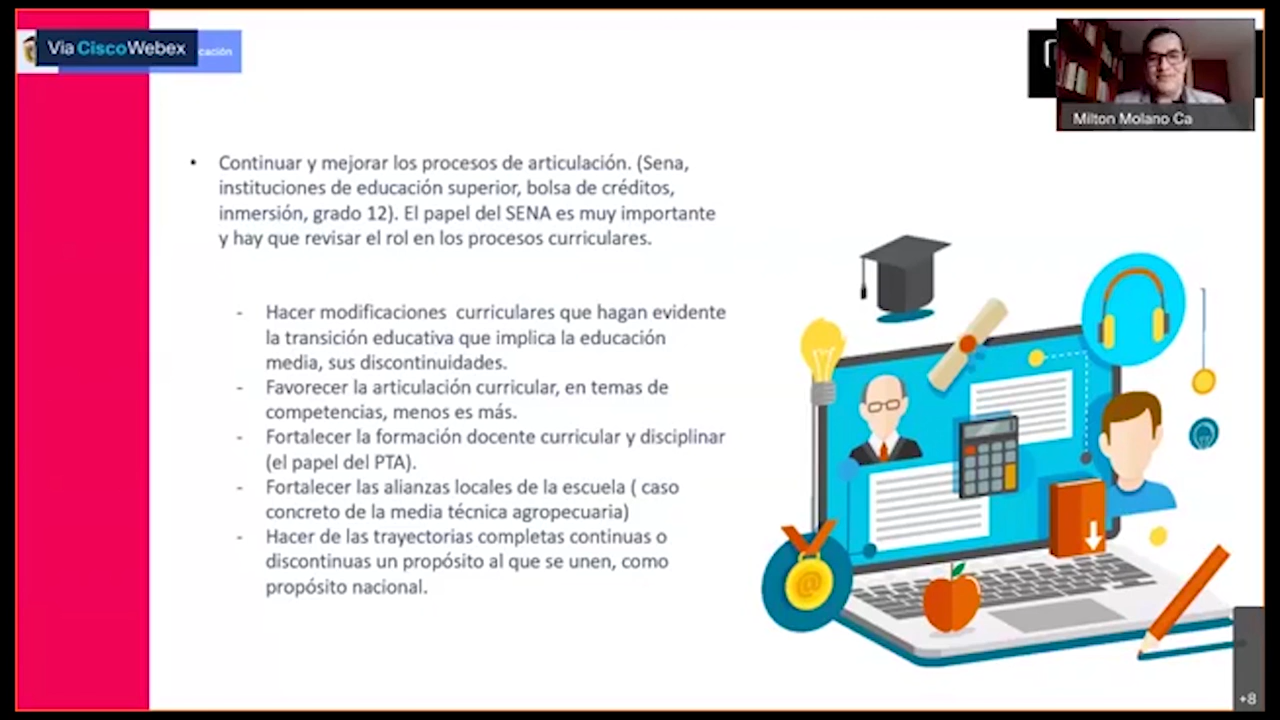 Via CiscoWebex
cación
Milton Molano Ca
• Continuar y mejorar los procesos de articulación. (Sena,
instituciones de educación superior, bolsa de créditos,
inmersión, grado 12). El papel del SENA es muy importante
y hay que revisar el rol en los procesos curriculares.
- Hacer modificaciones curriculares que hagan evidente
la transición educativa que implica la educación
media, sus discontinuidades.
- Favorecer la articulación curricular, en temas de
competencias, menos es más.
- Fortalecer la formación docente curricular y disciplinar
(el papel del PTA).
- Fortalecer las alianzas locales de la escuela ( caso
concreto de la media técnica agropecuaria)
- Hacer de las trayectorias completas continuas o
discontinuas un propósito al que se unen, como
propósito nacional.
@
+8